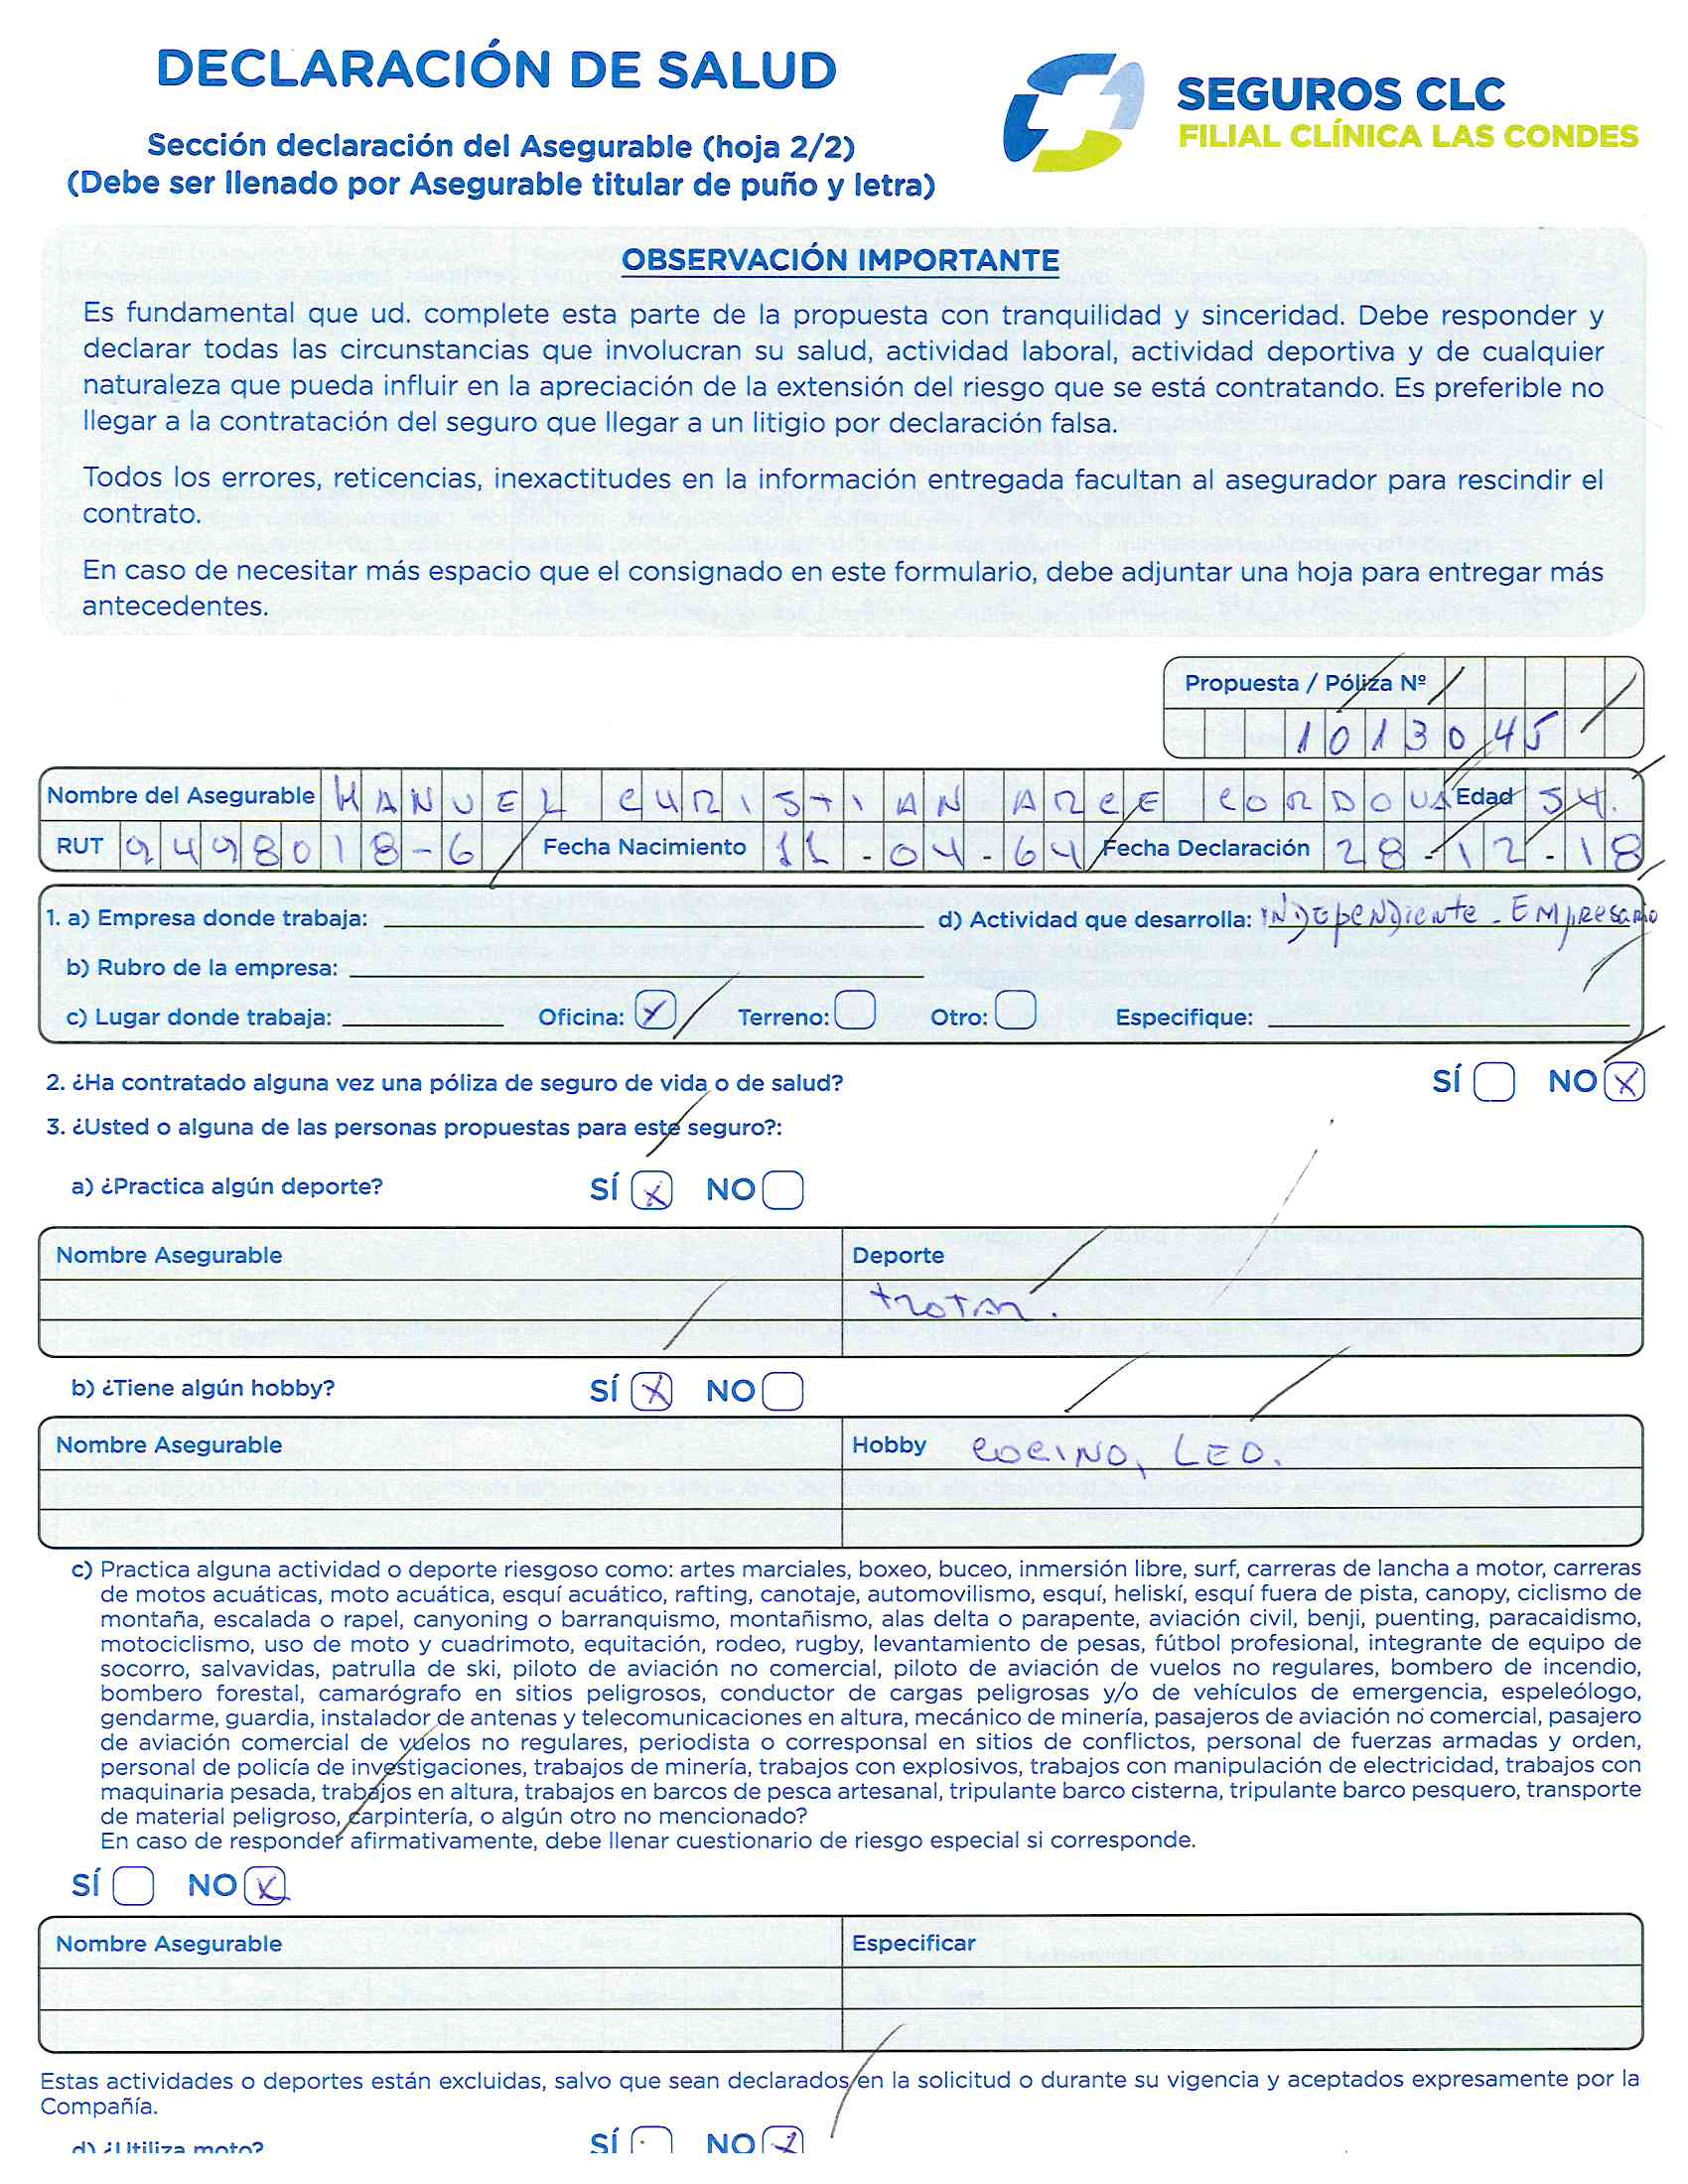 DECLARACIÓN DE SALUD
Sección declaración del Asegurable (hoja 2/2)
(Debe ser llenado por Asegurable titular de puño y letra)
SEGUROS CLC
FILIAL CLÍNICA LAS CONDES
OBSERVACIÓN IMPORTANTE
Es fundamental que ud. complete esta parte de la propuesta con tranquilidad y sinceridad. Debe responder y
declarar todas las circunstancias que involucran su salud, actividad laboral, actividad deportiva y de cualquier
naturaleza que pueda influir en la apreciación de la extensión del riesgo que se está contratando. Es preferible no
llegar a la contratación del seguro que llegar a un litigio por declaración falsa.
Todos los errores, reticencias, inexactitudes en la información entregada facultan al asegurador para rescindir el
contrato.
En caso de necesitar más espacio que el consignado en este formulario, debe adjuntar una hoja para entregar más
antecedentes.
Propuesta / Póliza Nº
1013045
Nombre del Asegurable MANUEL CHRISTIAN ARCE CORDOVA Edad 54.
RUT 9498018-6 Fecha Nacimiento 11-04-64 Fecha Declaración 28-12-18
1. a) Empresa donde trabaja: d) Actividad que desarrolla: INDependiente - EMpresario
b) Rubro de la empresa:
c) Lugar donde trabaja: Oficina: X Terreno: Otro: Especifique:
2. ¿Ha contratado alguna vez una póliza de seguro de vida o de salud? SÍ NO X
3. ¿Usted o alguna de las personas propuestas para este seguro?:
a) ¿Practica algún deporte? SÍ X NO
Nombre Asegurable Deporte
trotar.
b) ¿Tiene algún hobby? SÍ X NO
Nombre Asegurable Hobby COCINO, LEO.
c) Practica alguna actividad o deporte riesgoso como: artes marciales, boxeo, buceo, inmersión libre, surf, carreras de lancha a motor, carreras
de motos acuáticas, moto acuática, esquí acuático, rafting, canotaje, automovilismo, esquí, heliskí, esquí fuera de pista, canopy, ciclismo de
montaña, escalada o rapel, canyoning o barranquismo, montañismo, alas delta o parapente, aviación civil, benji, puenting, paracaidismo,
motociclismo, uso de moto y cuadrimoto, equitación, rodeo, rugby, levantamiento de pesas, fútbol profesional, integrante de equipo de
socorro, salvavidas, patrulla de ski, piloto de aviación no comercial, piloto de aviación de vuelos no regulares, bombero de incendio,
bombero forestal, camarógrafo en sitios peligrosos, conductor de cargas peligrosas y/o de vehículos de emergencia, espeleólogo,
gendarme, guardia, instalador de antenas y telecomunicaciones en altura, mecánico de minería, pasajeros de aviación no comercial, pasajero
de aviación comercial de vuelos no regulares, periodista o corresponsal en sitios de conflictos, personal de fuerzas armadas y orden,
personal de policía de investigaciones, trabajos de minería, trabajos con explosivos, trabajos con manipulación de electricidad, trabajos con
maquinaria pesada, trabajos en altura, trabajos en barcos de pesca artesanal, tripulante barco cisterna, tripulante barco pesquero, transporte
de material peligroso, carpintería, o algún otro no mencionado?
En caso de responder afirmativamente, debe llenar cuestionario de riesgo especial si corresponde.
SÍ NO X
Nombre Asegurable Especificar
Estas actividades o deportes están excluidas, salvo que sean declarados en la solicitud o durante su vigencia y aceptados expresamente por la
Compañía.
d) ¿Utiliza moto? SÍ NO X